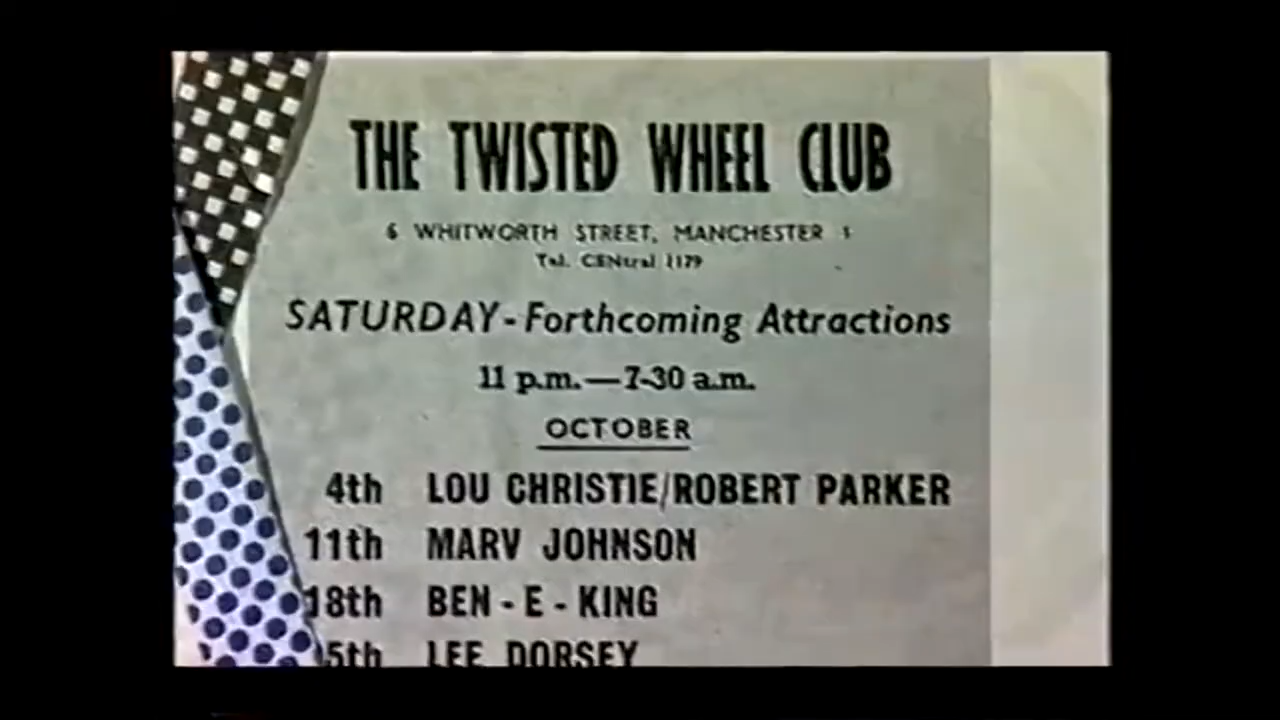 THE TWISTED WHEEL CLUB
6 WHITWORTH STREET, MANCHESTER 1
Tel. CENtral 1179
SATURDAY - Forthcoming Attractions
11 p.m.—7-30 a.m.
OCTOBER
4th LOU CHRISTIE/ROBERT PARKER
11th MARV JOHNSON
18th BEN - E - KING
5th LEE DORSEY